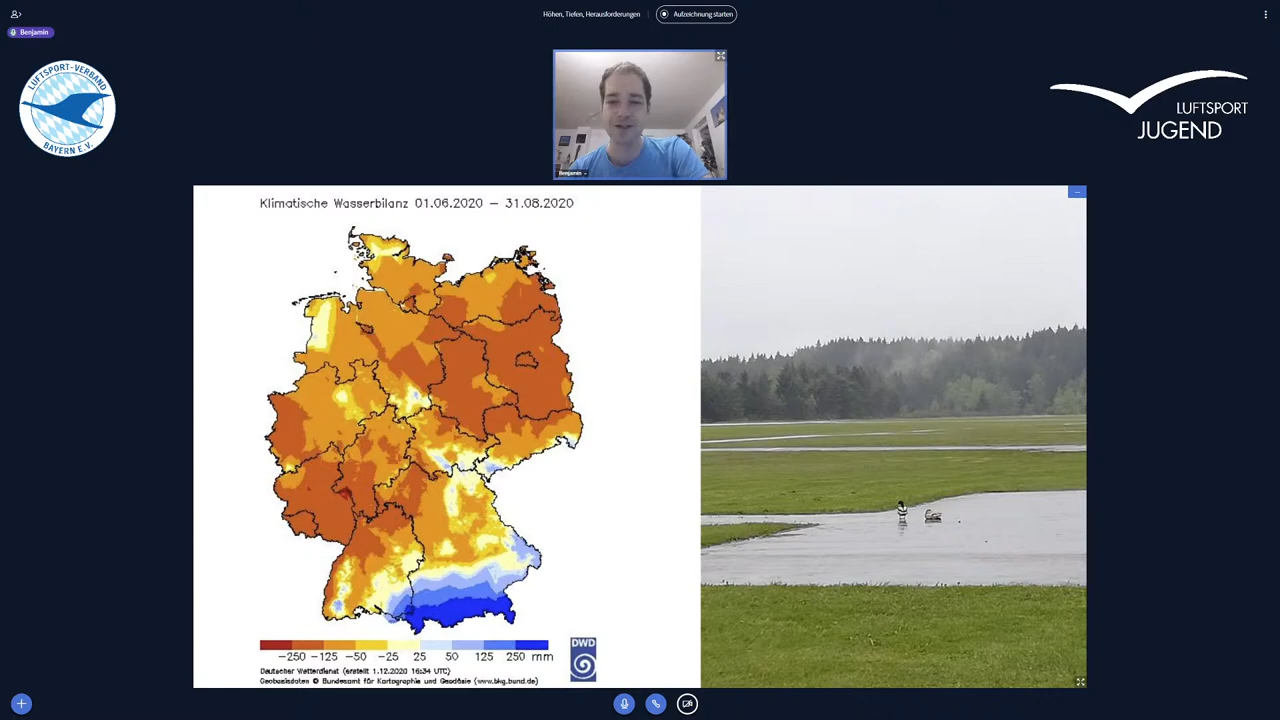 Höhen, Tiefen, Herausforderungen
Aufzeichnung starten
Benjamin
LUFTSPORT-VERBAND
BAYERN E.V.
LUFTSPORT
JUGEND
Benjamin
Klimatische Wasserbilanz 01.06.2020 – 31.08.2020
-250 -125 -50 -25 25 50 125 250 mm
DWD
Deutscher Wetterdienst (erstellt 1.12.2020 16:34 UTC)
Geobasisdaten © Bundesamt für Kartographie und Geodäsie (www.bkg.bund.de)